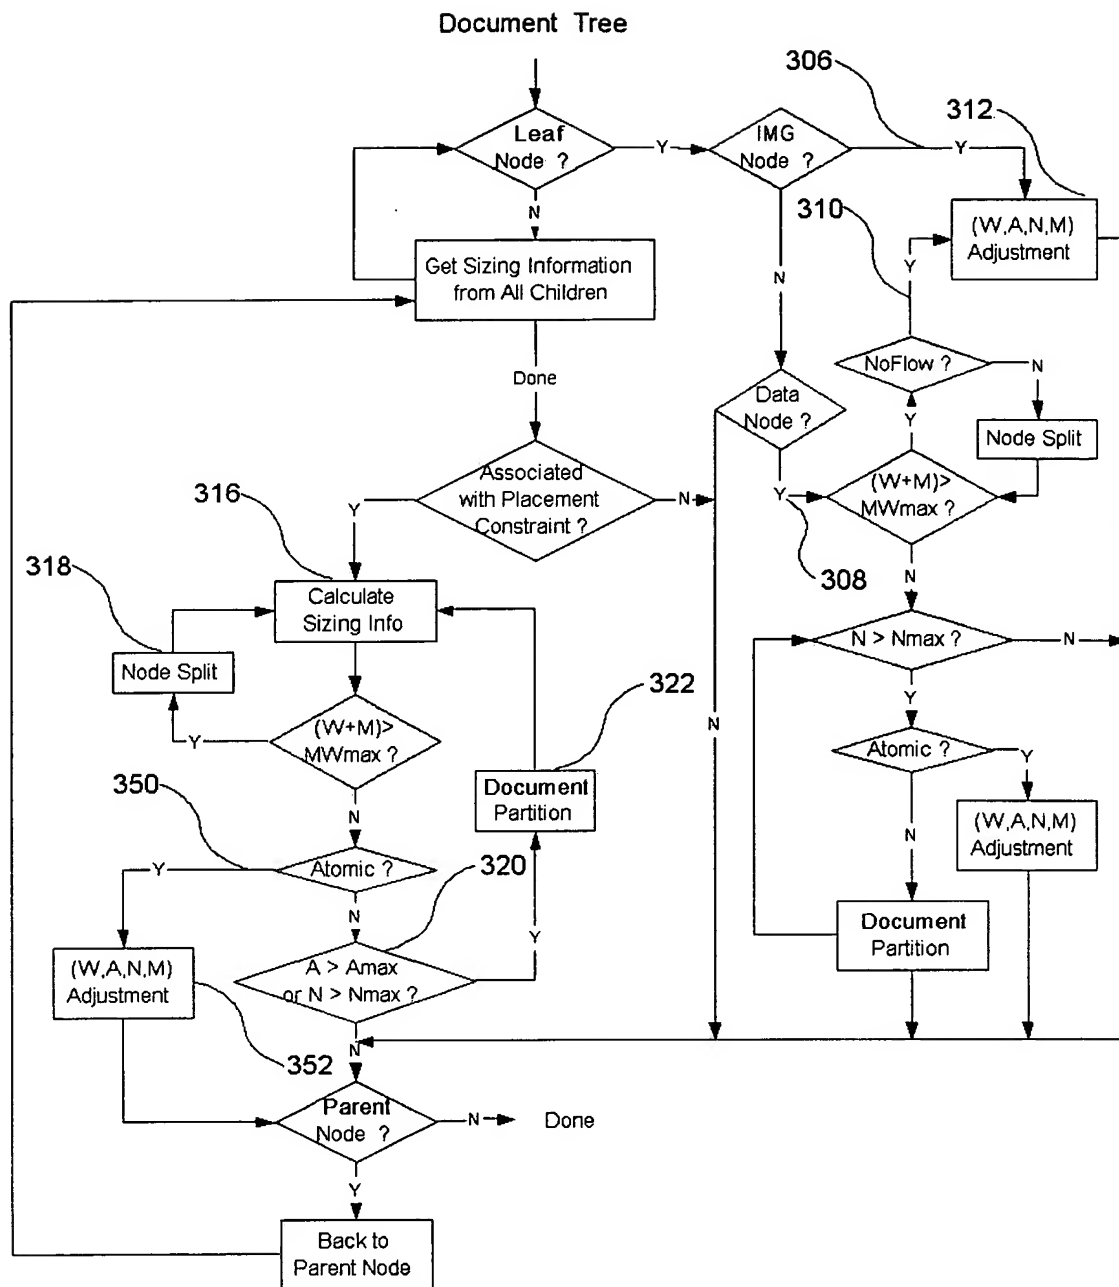 Document Tree
306
312
Leaf
Node ?
Y
IMG
Node ?
Y
N
310
(W,A,N,M)
Adjustment
Get Sizing Information
from All Children
N
Y
Done
NoFlow ?
N
Data
Node ?
Y
Node Split
Associated
with Placement
Constraint ?
Y
N
Y
(W+M)>
MWmax ?
316
308
318
N
Calculate
Sizing Info
N > Nmax ?
N
Node Split
322
Y
N
(W+M)>
MWmax ?
Y
Atomic ?
Y
350
Document
Partition
N
N
(W,A,N,M)
Adjustment
Atomic ?
Y
320
N
Y
Document
Partition
(W,A,N,M)
Adjustment
A > Amax
or N > Nmax ?
N
352
Parent
Node ?
N
Done
Y
Back to
Parent Node